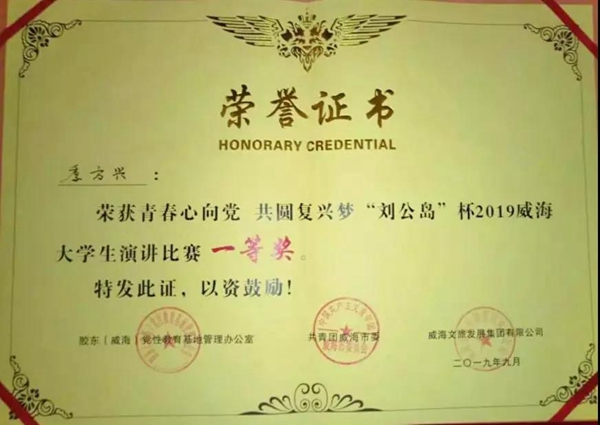 荣誉证书
HONORARY CREDENTIAL
季方兴：
荣获青春心向党 共圆复兴梦“刘公岛”杯2019威海
大学生演讲比赛 一等奖。
特发此证，以资鼓励！
胶东（威海）党性教育基地管理办公室
共青团威海市委
威海文旅发展集团有限公司
二〇一九年九月